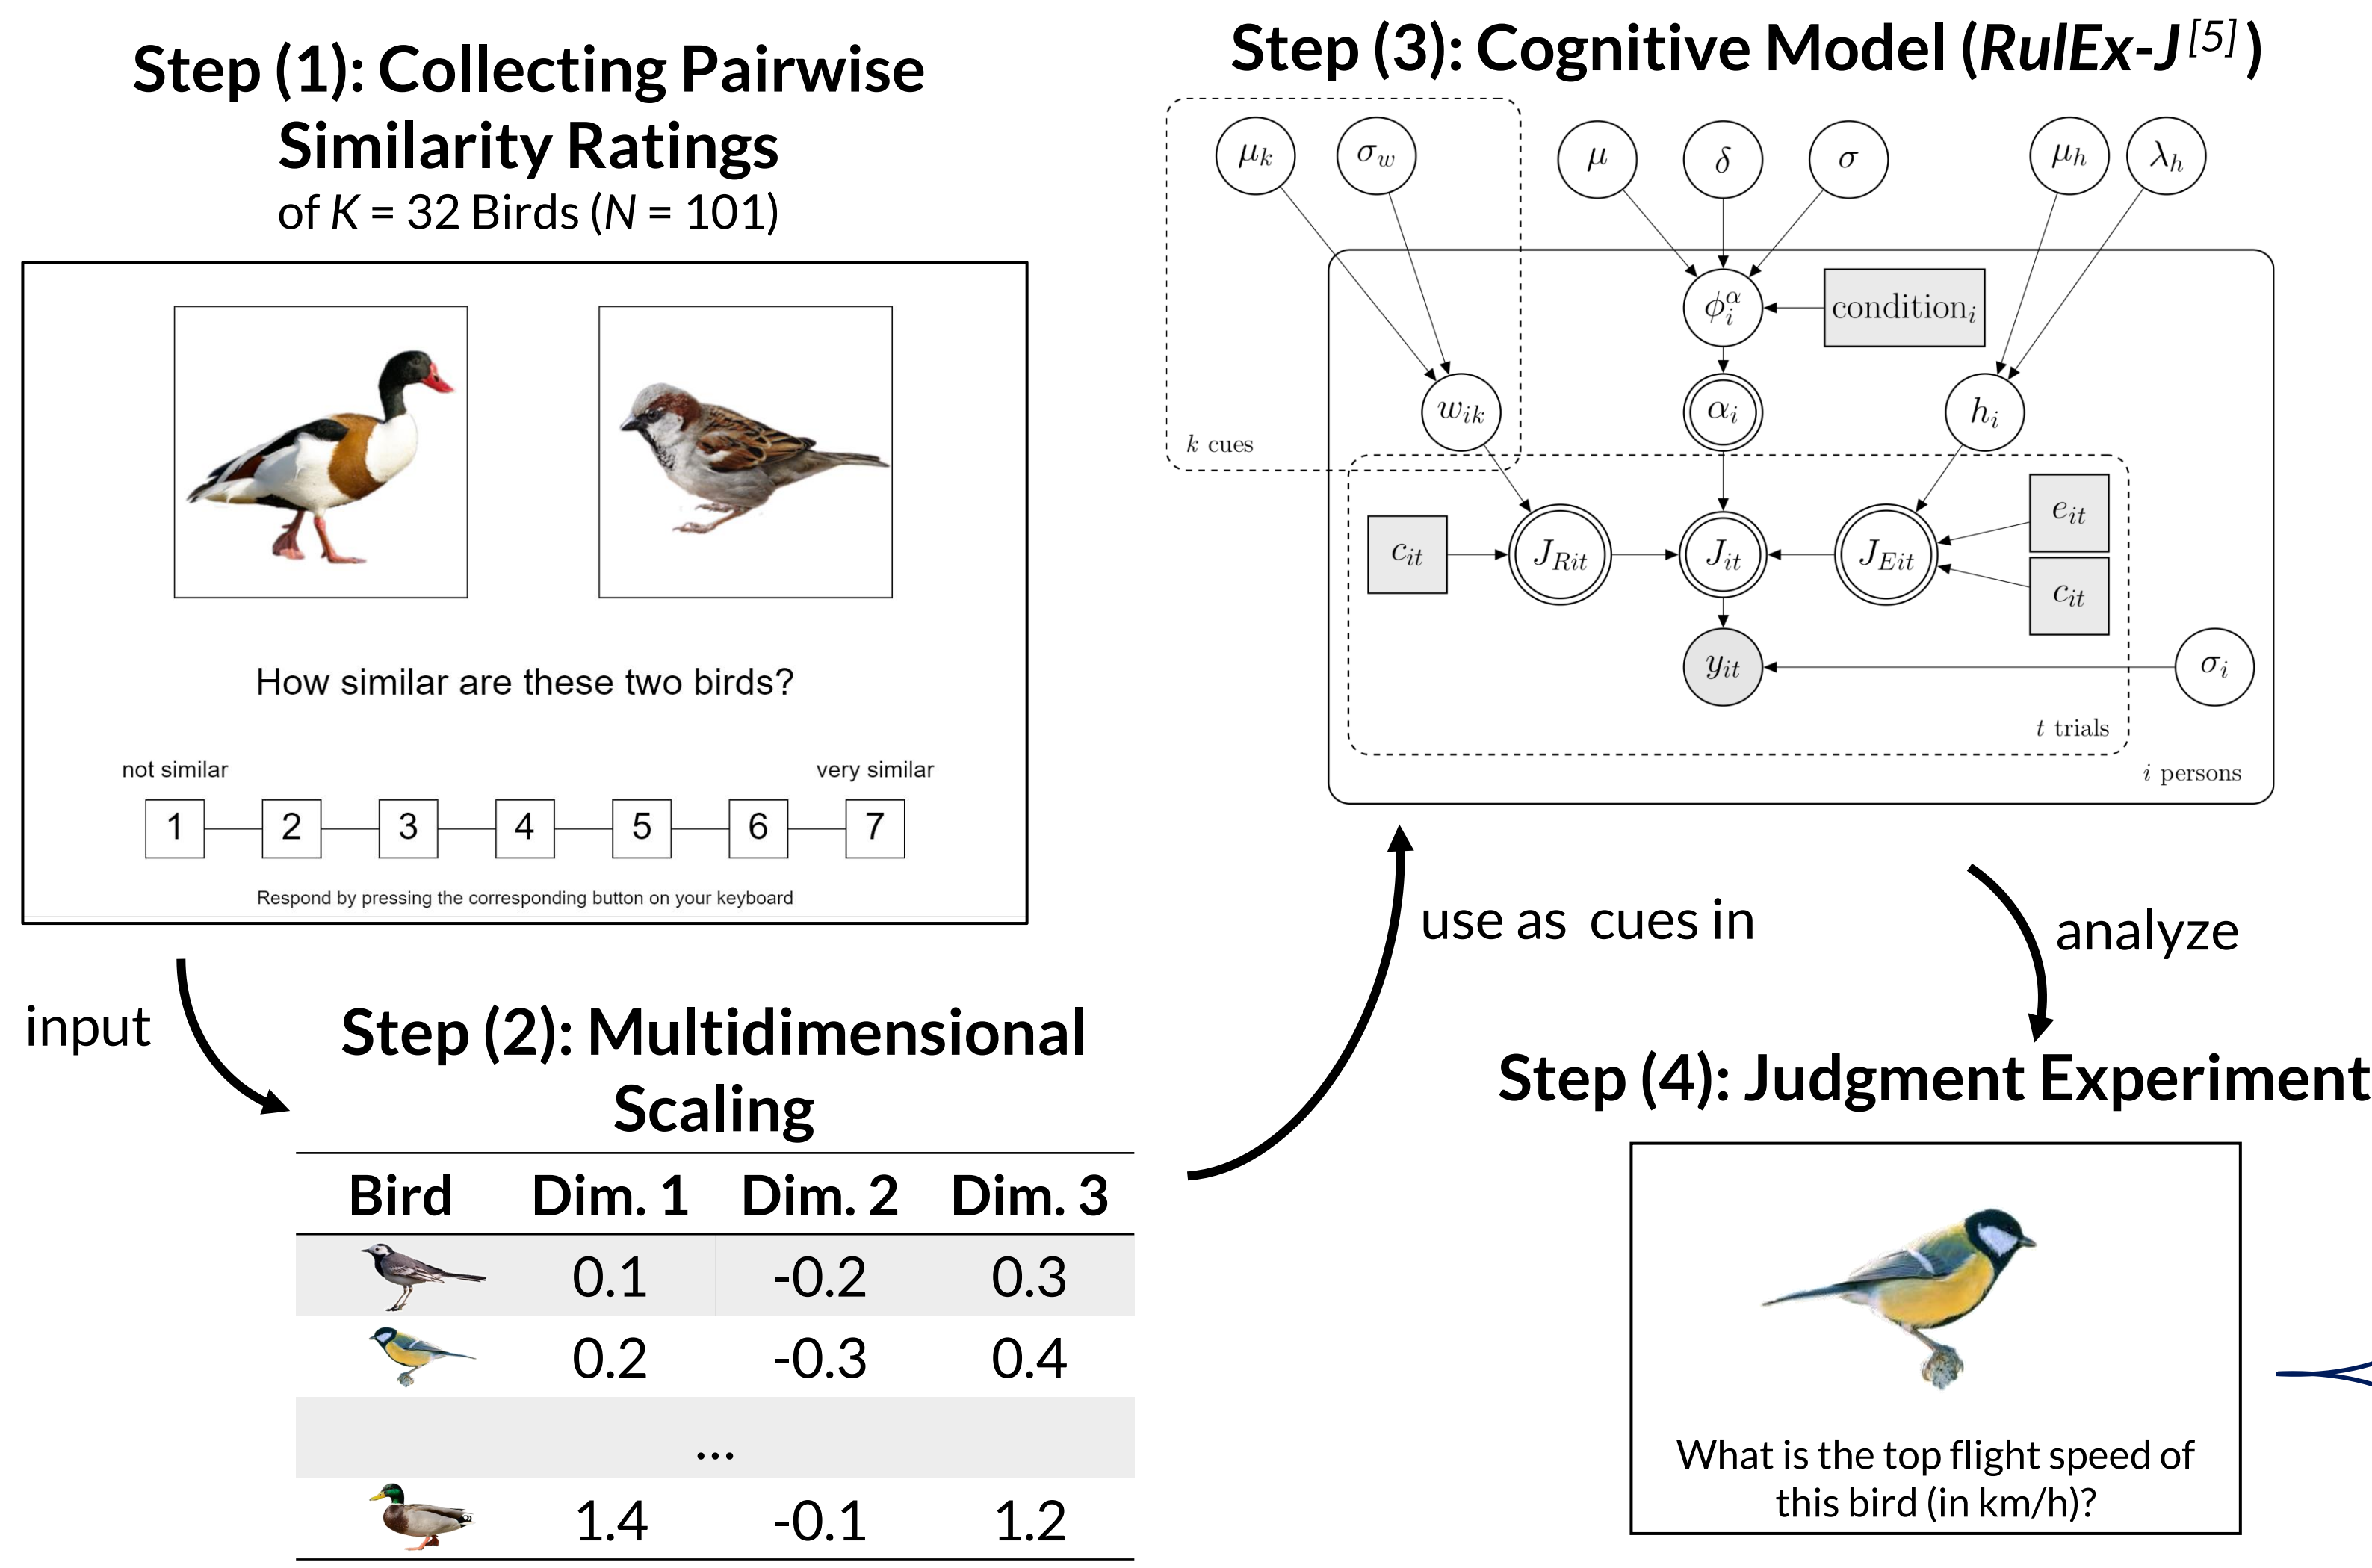 Step (1): Collecting Pairwise
Similarity Ratings
of K = 32 Birds (N = 101)
How similar are these two birds?
not similar
very similar
1 2 3 4 5 6 7
Respond by pressing the corresponding button on your keyboard
input
Step (2): Multidimensional
Scaling
Bird Dim. 1 Dim. 2 Dim. 3
0.1 -0.2 0.3
0.2 -0.3 0.4
...
1.4 -0.1 1.2
use as cues in
Step (3): Cognitive Model (RulEx-J[5])
μk σw μ δ σ μh λh
ϕiα conditioni
wik αi hi
k cues
cit JRit Jit JEit eit
cit
yit σi
t trials
i persons
analyze
Step (4): Judgment Experiment
What is the top flight speed of
this bird (in km/h)?